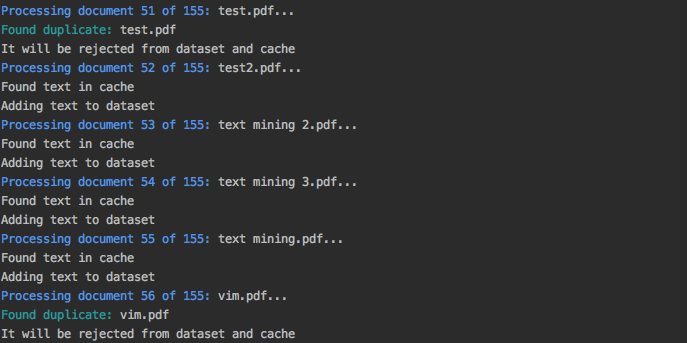 Processing document 51 of 155: test.pdf...
Found duplicate: test.pdf
It will be rejected from dataset and cache
Processing document 52 of 155: test2.pdf...
Found text in cache
Adding text to dataset
Processing document 53 of 155: text mining 2.pdf...
Found text in cache
Adding text to dataset
Processing document 54 of 155: text mining 3.pdf...
Found text in cache
Adding text to dataset
Processing document 55 of 155: text mining.pdf...
Found text in cache
Adding text to dataset
Processing document 56 of 155: vim.pdf...
Found duplicate: vim.pdf
It will be rejected from dataset and cache